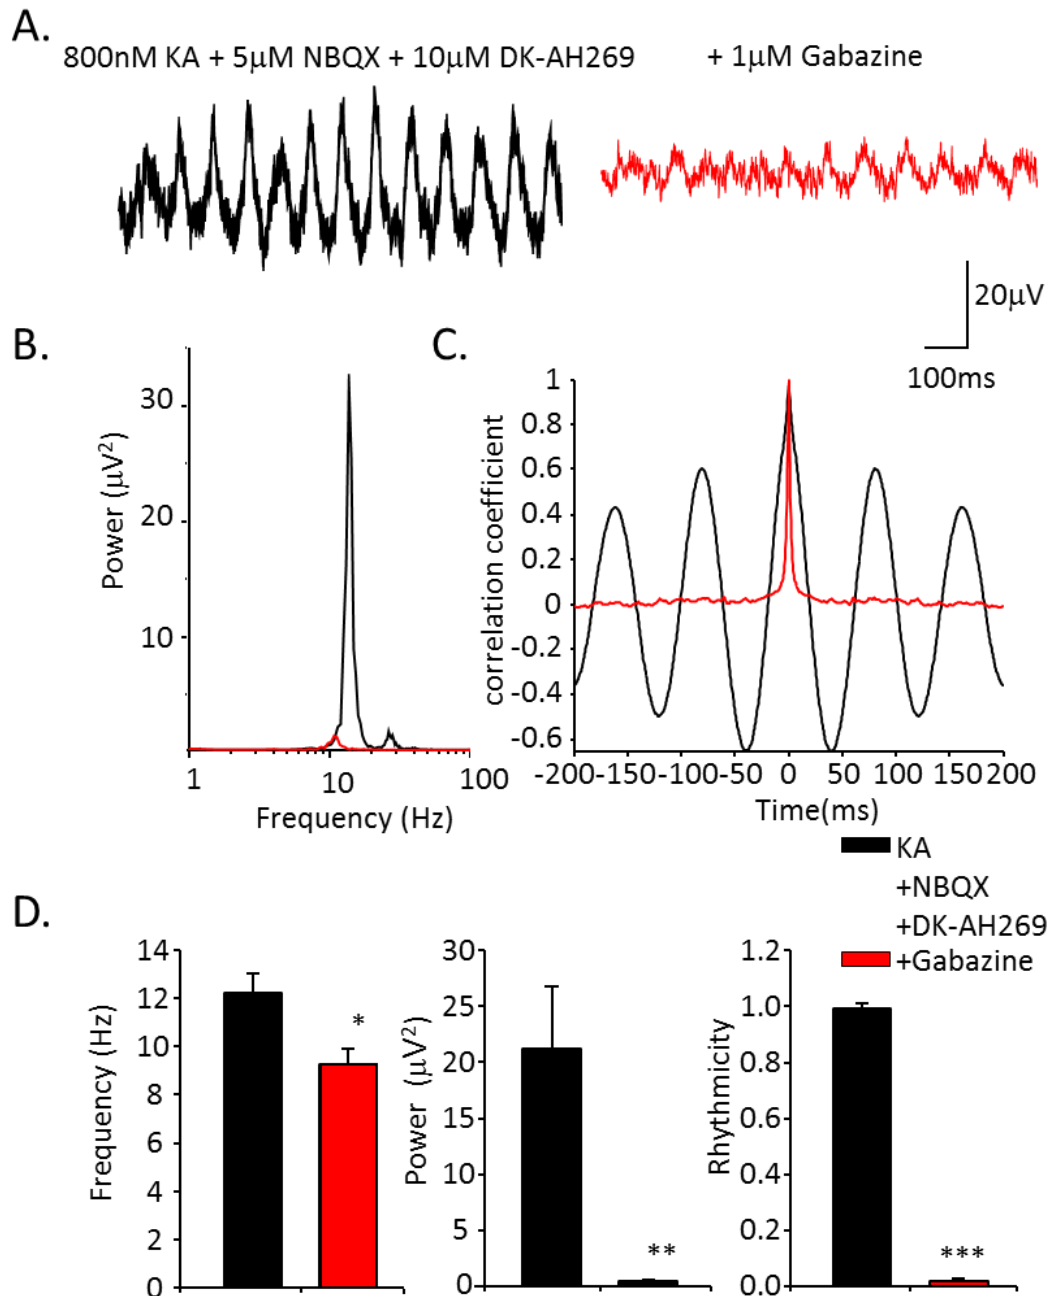 A.
800nM KA + 5μM NBQX + 10μM DK-AH269
+ 1μM Gabazine
20μV
100ms
B.
Power (μV²)
30
20
10
1
10
100
Frequency (Hz)
C.
correlation coefficient
1
0.8
0.6
0.4
0.2
0
-0.2
-0.4
-0.6
-200-150-100-50 0 50 100 150 200
Time(ms)
KA
+NBQX
+DK-AH269
+Gabazine
D.
Frequency (Hz)
14
12
10
8
6
4
2
0
*
Power (μV²)
30
25
20
15
10
5
0
**
Rhythmicity
1.2
1.0
0.8
0.6
0.4
0.2
0.0
***